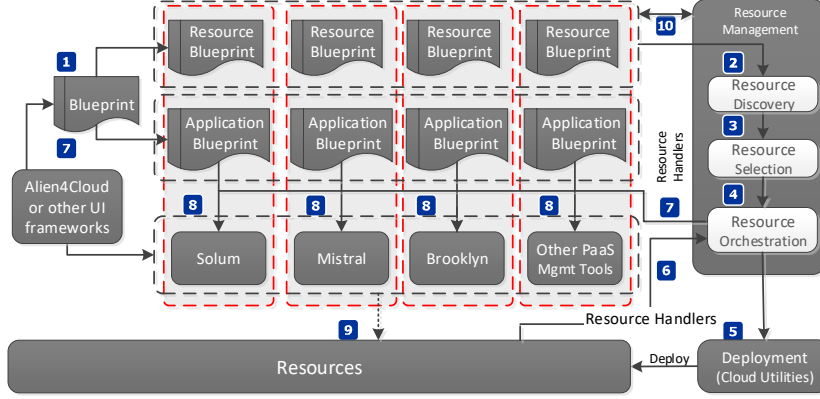 Resource
Blueprint
Resource
Blueprint
Resource
Blueprint
Resource
Blueprint
10
Resource
Management
1
2
Blueprint
Resource
Discovery
7
3
Application
Blueprint
Application
Blueprint
Application
Blueprint
Application
Blueprint
Resource
Handlers
Resource
Selection
Alien4Cloud
or other UI
frameworks
8
8
8
8
7
4
Resource
Orchestration
Solum
Mistral
Brooklyn
Other PaaS
Mgmt Tools
6
9
Resource Handlers
5
Resources
Deploy
Deployment
(Cloud Utilities)